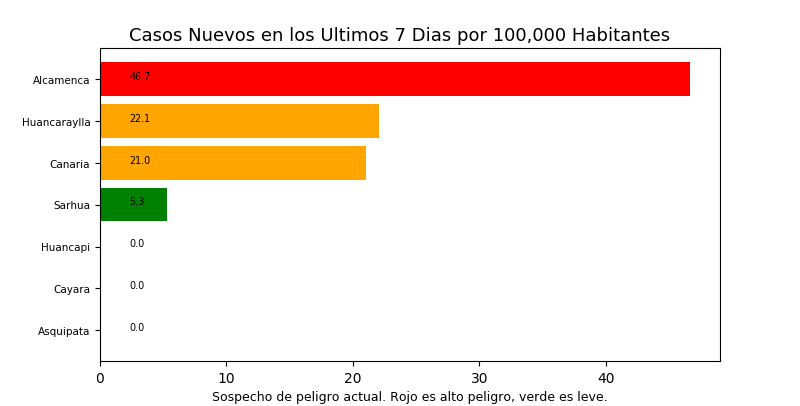 Casos Nuevos en los Ultimos 7 Dias por 100,000 Habitantes
Alcamenca 46.7
Huancaraylla 22.1
Canaria 21.0
Sarhua 5.3
Huancapi 0.0
Cayara 0.0
Asquipata 0.0
0 10 20 30 40
Sospecho de peligro actual. Rojo es alto peligro, verde es leve.